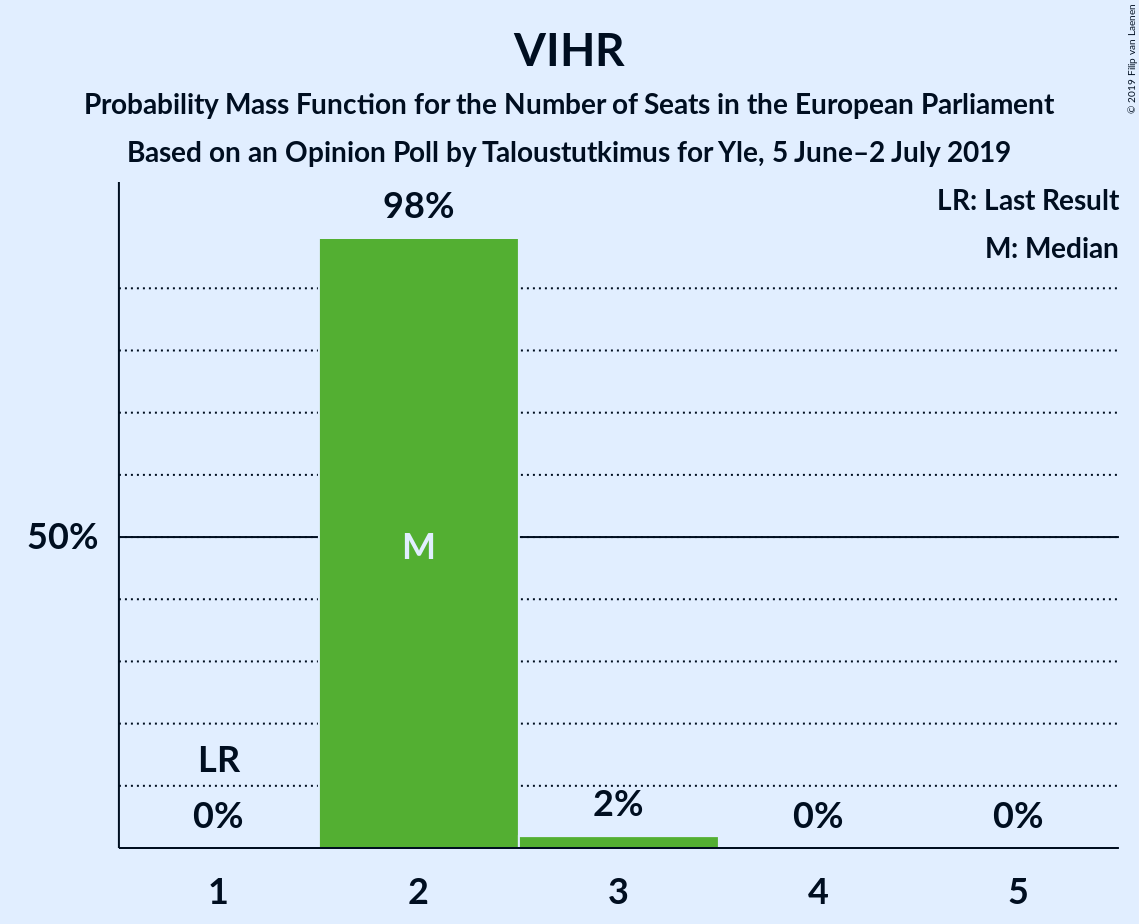 VIHR
Probability Mass Function for the Number of Seats in the European Parliament
Based on an Opinion Poll by Taloustutkimus for Yle, 5 June–2 July 2019
© 2019 Filip van Laenen
LR: Last Result
M: Median
98%
50%
M
LR
0%
2%
0%
0%
1
2
3
4
5